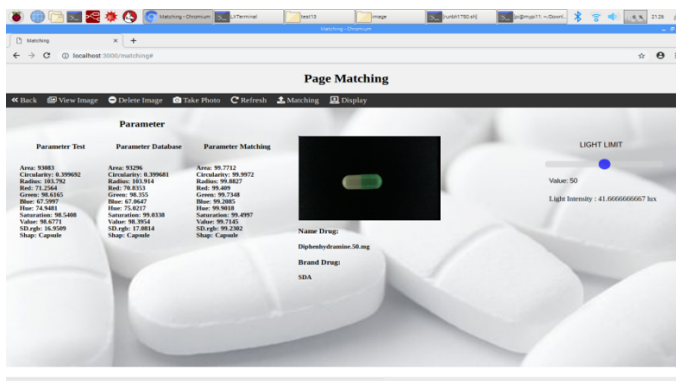 Matching - Chromium
LXTerminal
test13
image
21:26
Matching - Chromium
Matching
localhost:3000/matching#
Page Matching
Back View Image Delete Image Take Photo Refresh Matching Display
Parameter
Parameter Test
Area: 93083
Circularity: 0.399692
Radius: 103.792
Red: 71.2564
Green: 98.6165
Blue: 67.5997
Hue: 74.9481
Saturation: 98.5408
Value: 98.6771
SD.rgb: 16.9509
Shap: Capsule
Parameter Database
Area: 93296
Circularity: 0.399681
Radius: 103.914
Red: 70.8353
Green: 98.355
Blue: 67.0647
Hue: 75.0217
Saturation: 99.0338
Value: 98.3954
SD.rgb: 17.0814
Shap: Capsule
Parameter Matching
Area: 99.7712
Circularity: 99.9972
Radius: 99.8827
Red: 99.409
Green: 99.7348
Blue: 99.2085
Hue: 99.9018
Saturation: 99.4997
Value: 99.7145
SD.rgb: 99.2302
Shap: Capsule
Name Drug:
Diphenhydramine.50.mg
Brand Drug:
SDA
LIGHT LIMIT
Value: 50
Light Intensity : 41.6666666667 lux